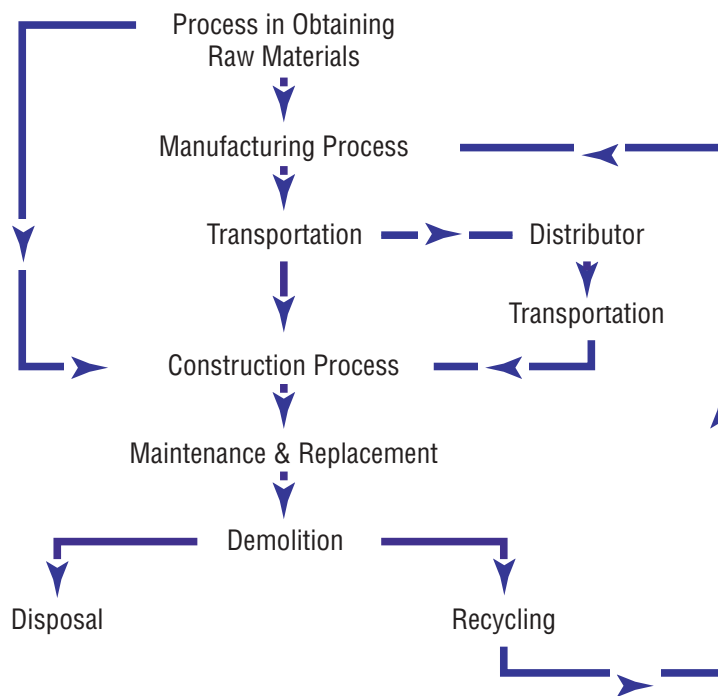 Process in Obtaining
Raw Materials
Manufacturing Process
Transportation
Distributor
Transportation
Construction Process
Maintenance & Replacement
Demolition
Disposal
Recycling